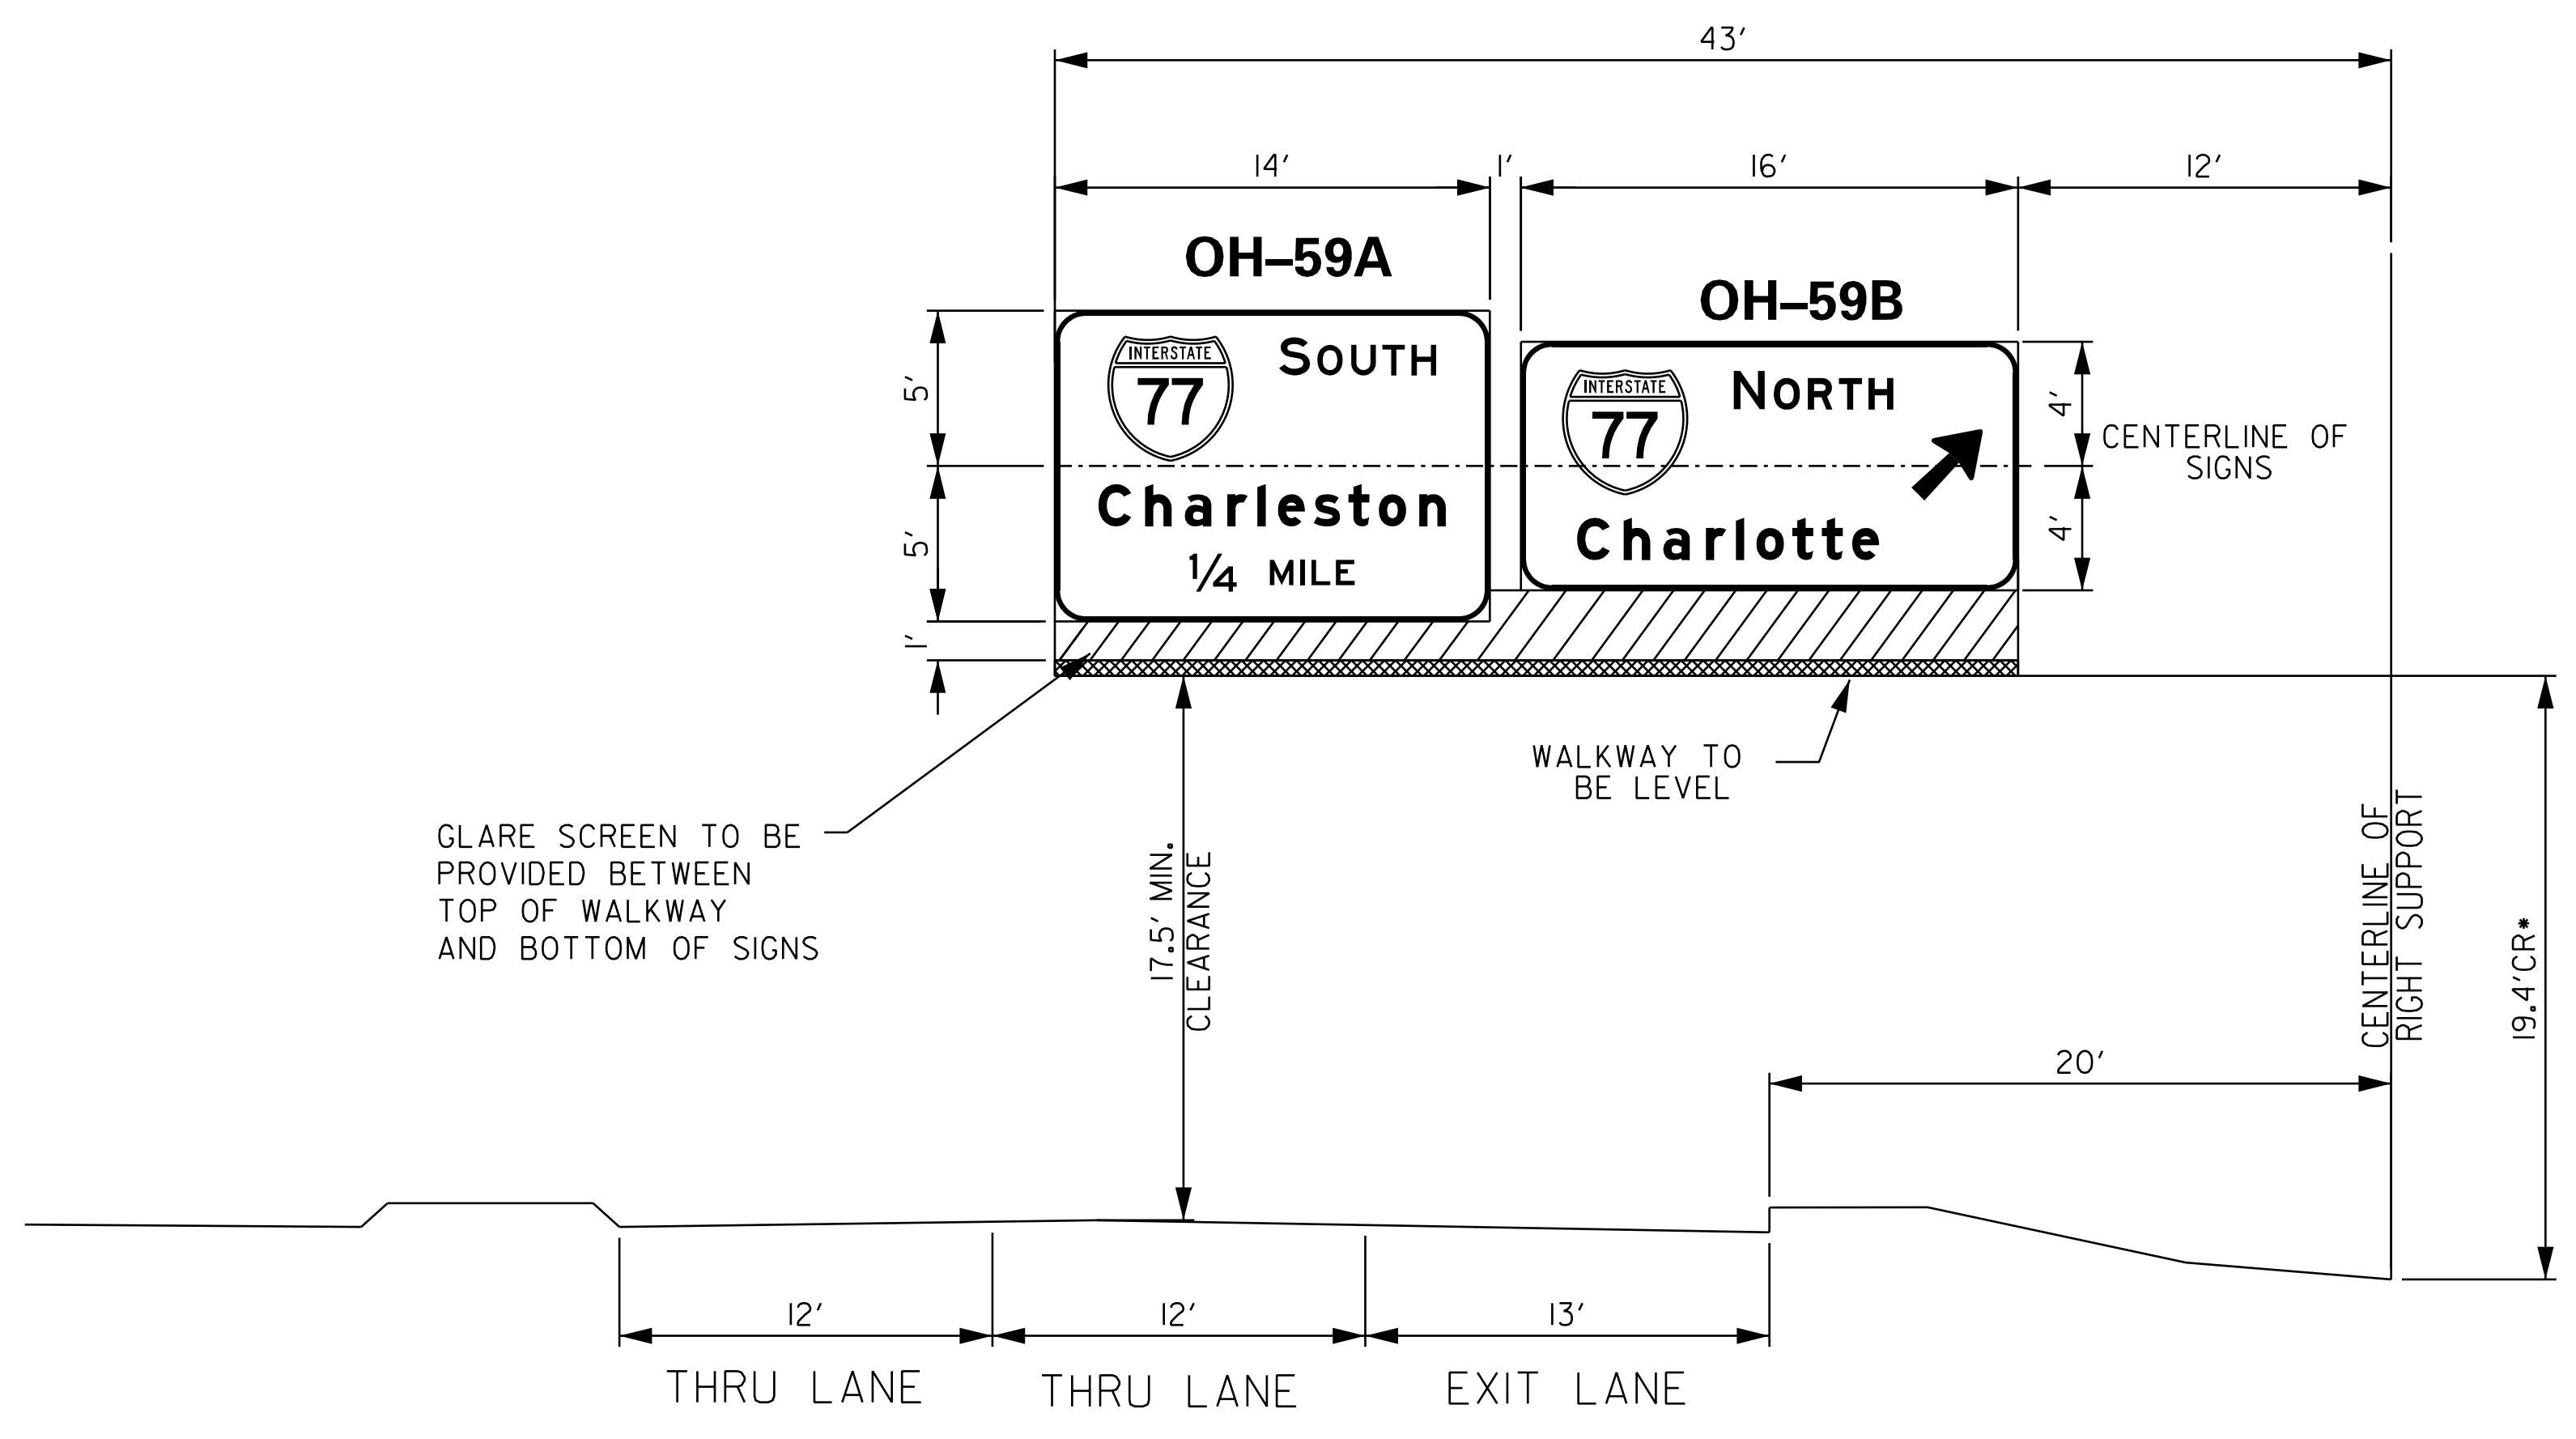 43'
14'
1'
16'
12'
OH–59A
OH–59B
INTERSTATE
77
SOUTH
Charleston
1/4 MILE
INTERSTATE
77
NORTH
Charlotte
5'
5'
1'
4'
4'
CENTERLINE OF
SIGNS
WALKWAY TO
BE LEVEL
GLARE SCREEN TO BE
PROVIDED BETWEEN
TOP OF WALKWAY
AND BOTTOM OF SIGNS
17.5' MIN.
CLEARANCE
CENTERLINE OF
RIGHT SUPPORT
19.4'CR*
20'
12'
12'
13'
THRU LANE
THRU LANE
EXIT LANE